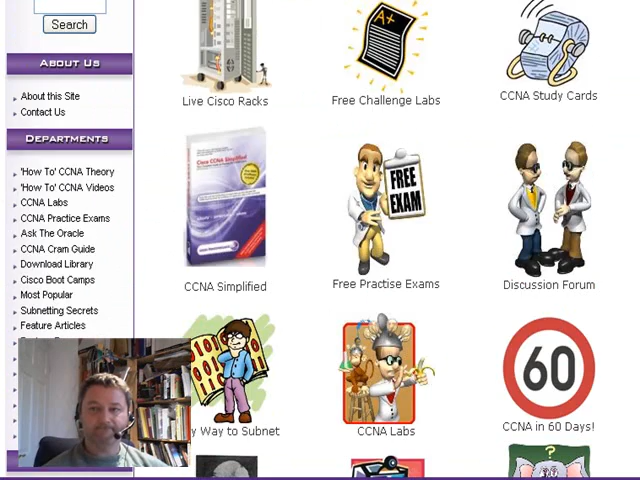 Search
About Us
About this Site
Contact Us
Departments
'How To' CCNA Theory
'How To' CCNA Videos
CCNA Labs
CCNA Practice Exams
Ask The Oracle
CCNA Cram Guide
Download Library
Cisco Boot Camps
Most Popular
Subnetting Secrets
Feature Articles
Live Cisco Racks
A+
Free Challenge Labs
CCNA Study Cards
Cisco CCNA Simplified
CCNA Simplified
FREE
EXAM
Free Practise Exams
Discussion Forum
y Way to Subnet
CCNA Labs
60
CCNA in 60 Days!
?